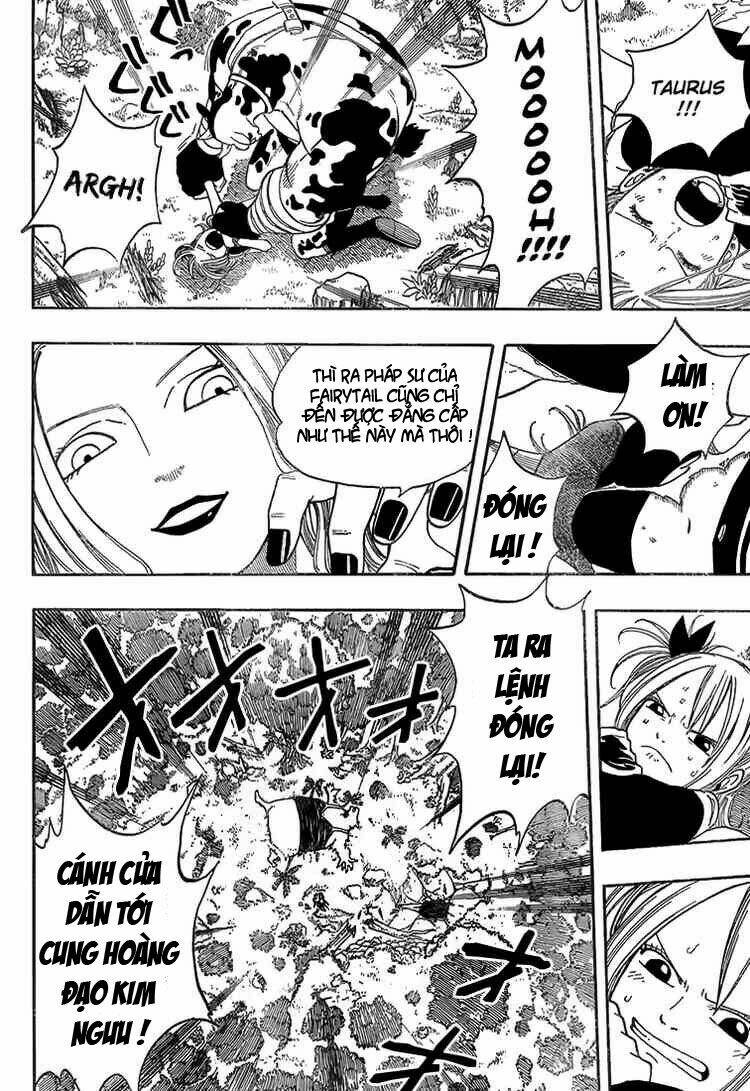 TAURUS
!!!
MOOOOOH!!!!
ARGH!
LÀM
ƠN!
ĐÓNG
LẠI !
THÌ RA PHÁP SƯ CỦA
FAIRYTAIL CŨNG CHỈ
ĐẾN ĐƯỢC ĐẲNG CẤP
NHƯ THẾ NÀY MÀ THÔI !
TA RA
LỆNH
ĐÓNG
LẠI!
CÁNH CỬA
DẪN TỚI
CUNG HOÀNG
ĐẠO KIM
NGƯU !